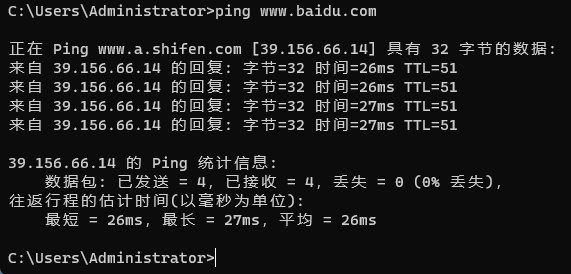 C:\Users\Administrator>ping www.baidu.com
正在 Ping www.a.shifen.com [39.156.66.14] 具有 32 字节的数据:
来自 39.156.66.14 的回复: 字节=32 时间=26ms TTL=51
来自 39.156.66.14 的回复: 字节=32 时间=26ms TTL=51
来自 39.156.66.14 的回复: 字节=32 时间=27ms TTL=51
来自 39.156.66.14 的回复: 字节=32 时间=27ms TTL=51
39.156.66.14 的 Ping 统计信息:
数据包: 已发送 = 4，已接收 = 4，丢失 = 0 (0% 丢失)，
往返行程的估计时间(以毫秒为单位):
最短 = 26ms，最长 = 27ms，平均 = 26ms
C:\Users\Administrator>